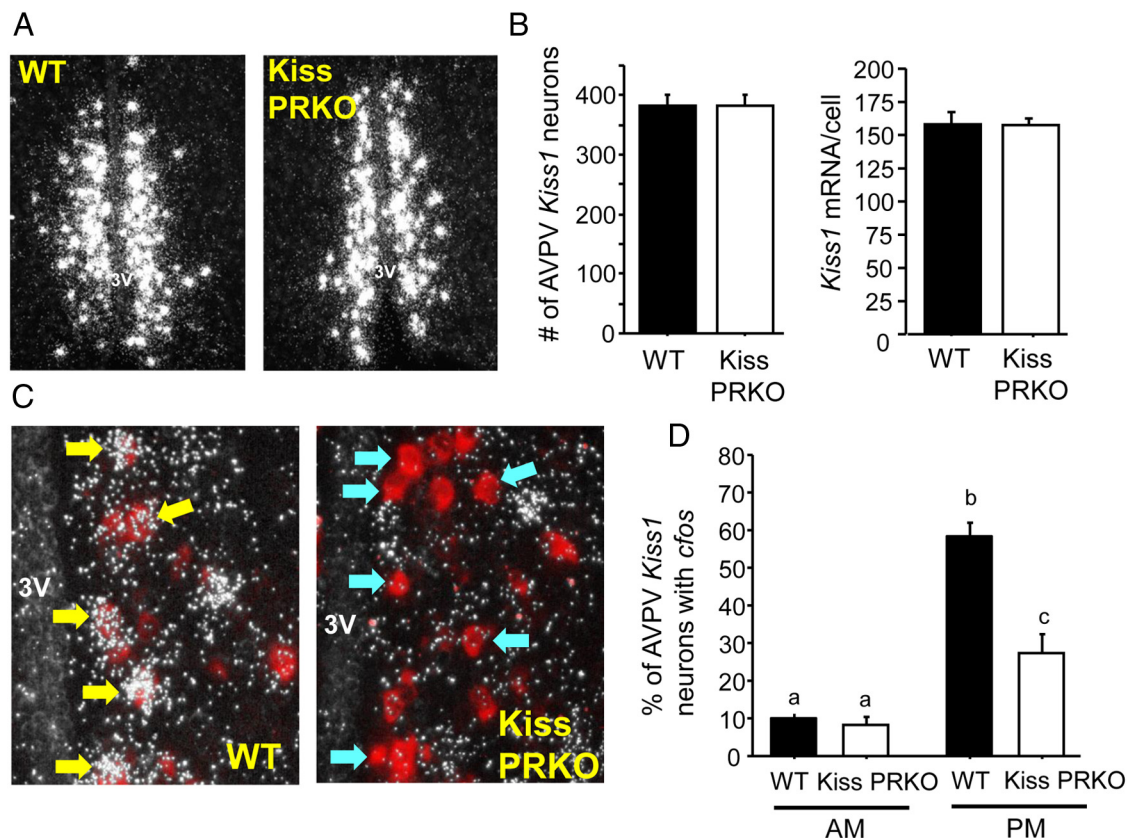 A
WT
3V
Kiss
PRKO
3V
B
# of AVPV Kiss1 neurons
400
300
200
100
0
WT
Kiss
PRKO
Kiss1 mRNA/cell
200
175
150
125
100
75
50
25
0
WT
Kiss
PRKO
C
3V
WT
3V
Kiss
PRKO
D
% of AVPV Kiss1
neurons with cfos
80
70
60
50
40
30
20
10
0
a
a
b
c
WT Kiss PRKO
WT Kiss PRKO
AM
PM